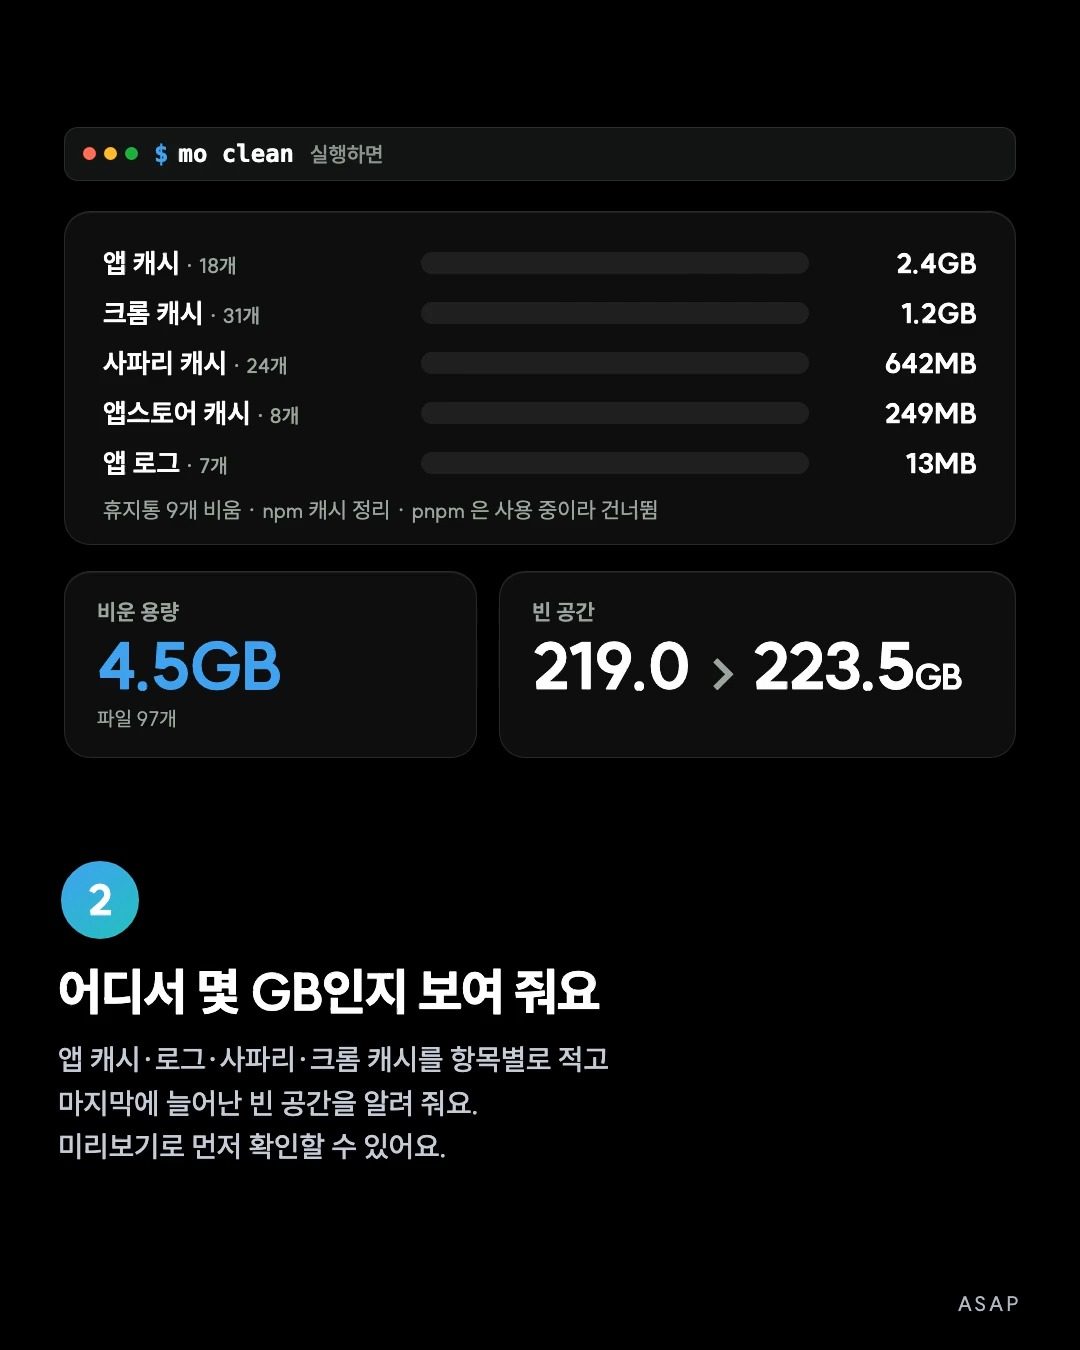 $ mo clean 실행하면
앱 캐시 · 18개 2.4GB
크롬 캐시 · 31개 1.2GB
사파리 캐시 · 24개 642MB
앱스토어 캐시 · 8개 249MB
앱 로그 · 7개 13MB
휴지통 9개 비움 · npm 캐시 정리 · pnpm 은 사용 중이라 건너뜀
비운 용량
4.5GB
파일 97개
빈 공간
219.0 > 223.5GB
2
어디서 몇 GB인지 보여 줘요
앱 캐시·로그·사파리·크롬 캐시를 항목별로 적고
마지막에 늘어난 빈 공간을 알려 줘요.
미리보기로 먼저 확인할 수 있어요.
ASAP